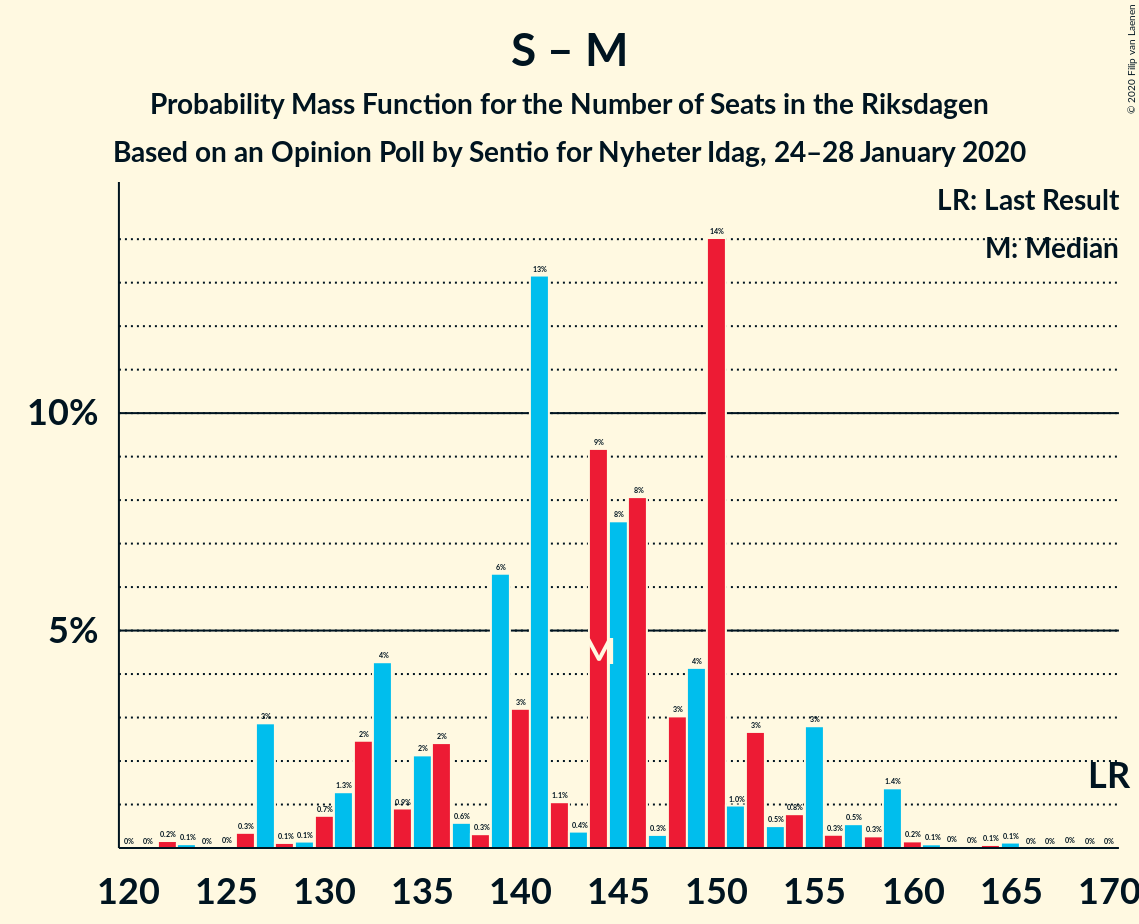 © 2020 Filip van Laenen
S – M
Probability Mass Function for the Number of Seats in the Riksdagen
Based on an Opinion Poll by Sentio for Nyheter Idag, 24–28 January 2020
LR: Last Result
M: Median
10%
5%
0% 0% 0.2% 0.1% 0% 0% 0.3% 3% 0.1% 0.1% 0.7% 1.3% 2% 4% 0.9% 2% 2% 0.6% 0.3% 6% 3% 13% 1.1% 0.4% 9% 8% 8% 0.3% 3% 4% 14% 1.0% 3% 0.5% 0.8% 3% 0.3% 0.5% 0.3% 1.4% 0.2% 0.1% 0% 0% 0.1% 0.1% 0% 0% 0% 0% 0%
M
LR
120 125 130 135 140 145 150 155 160 165 170